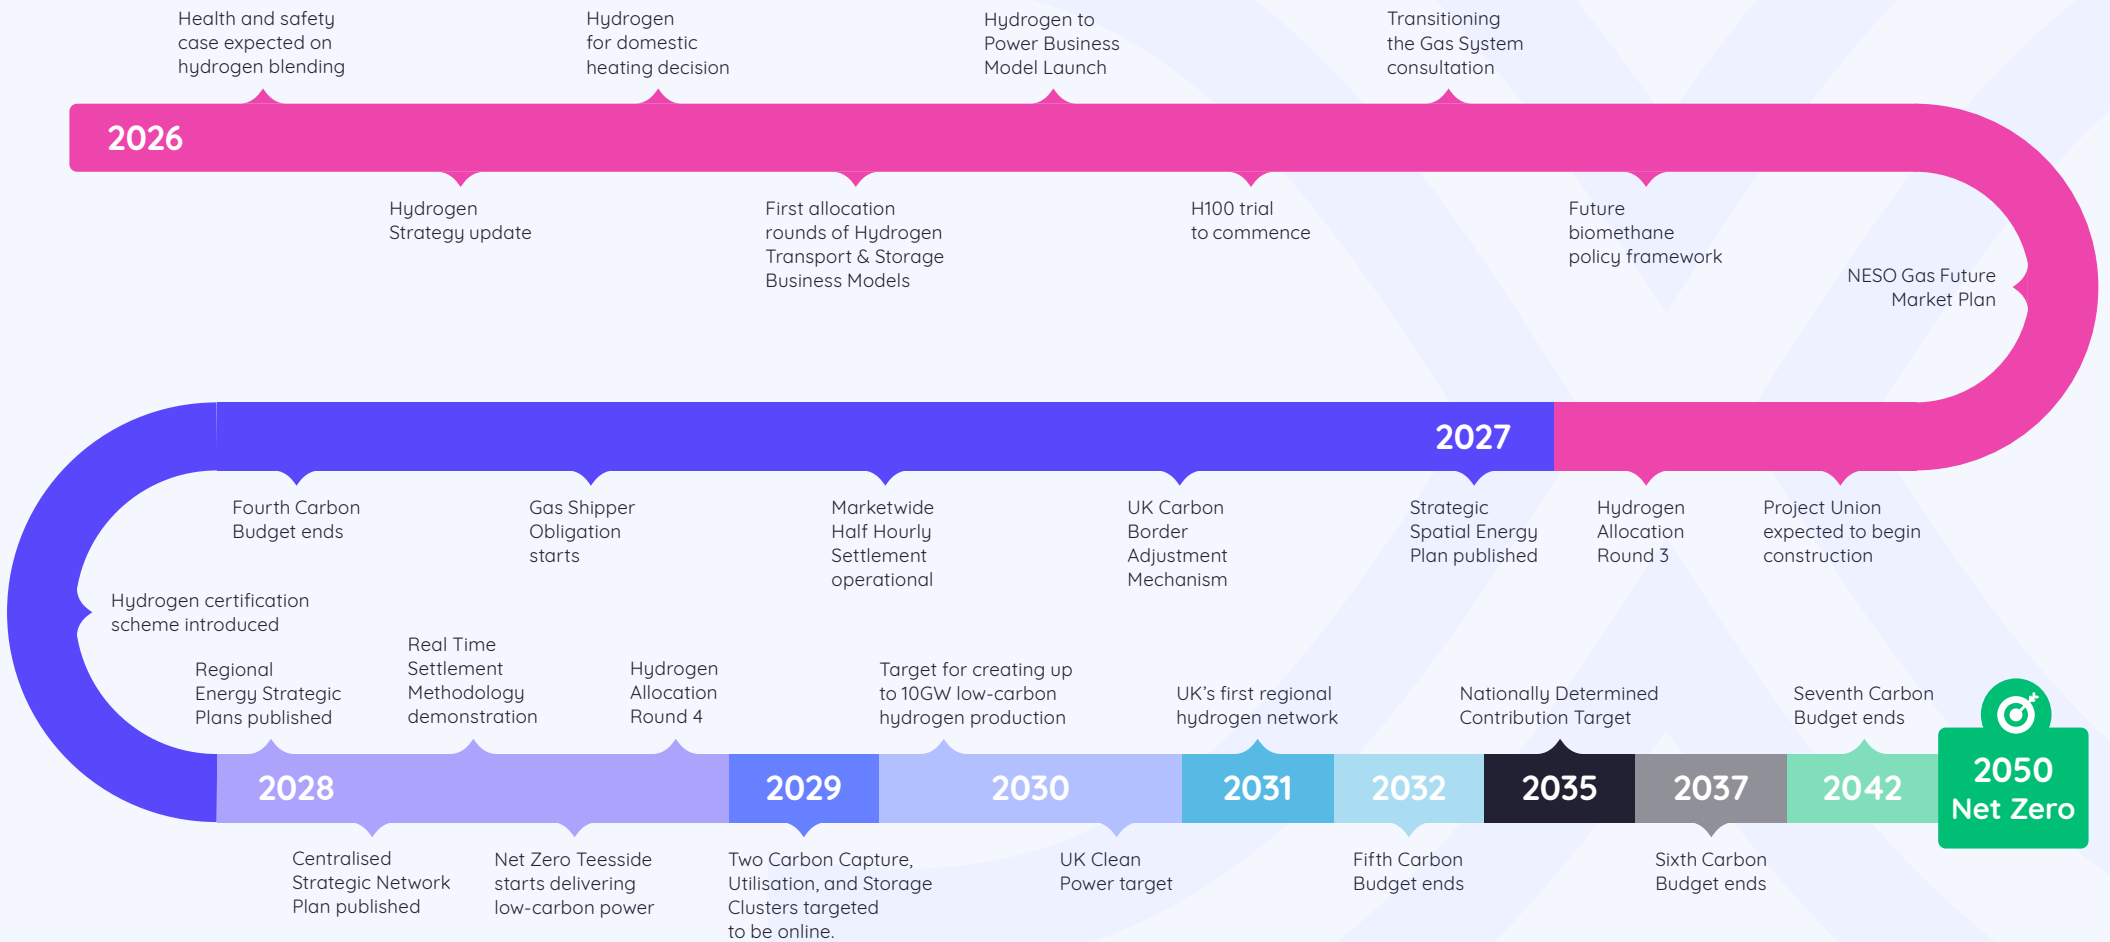 Health and safety
case expected on
hydrogen blending
Hydrogen
for domestic
heating decision
Hydrogen to
Power Business
Model Launch
Transitioning
the Gas System
consultation
2026
Hydrogen
Strategy update
First allocation
rounds of Hydrogen
Transport & Storage
Business Models
H100 trial
to commence
Future
biomethane
policy framework
NESO Gas Future
Market Plan
2027
Project Union
expected to begin
construction
Hydrogen
Allocation
Round 3
Strategic
Spatial Energy
Plan published
UK Carbon
Border
Adjustment
Mechanism
Marketwide
Half Hourly
Settlement
operational
Gas Shipper
Obligation
starts
Fourth Carbon
Budget ends
Hydrogen certification
scheme introduced
Regional
Energy Strategic
Plans published
Real Time
Settlement
Methodology
demonstration
Hydrogen
Allocation
Round 4
Target for creating up
to 10GW low-carbon
hydrogen production
UK's first regional
hydrogen network
Nationally Determined
Contribution Target
Seventh Carbon
Budget ends
2028
2029
2030
2031
2032
2035
2037
2042
2050
Net Zero
Centralised
Strategic Network
Plan published
Net Zero Teesside
starts delivering
low-carbon power
Two Carbon Capture,
Utilisation, and Storage
Clusters targeted
to be online.
UK Clean
Power target
Fifth Carbon
Budget ends
Sixth Carbon
Budget ends